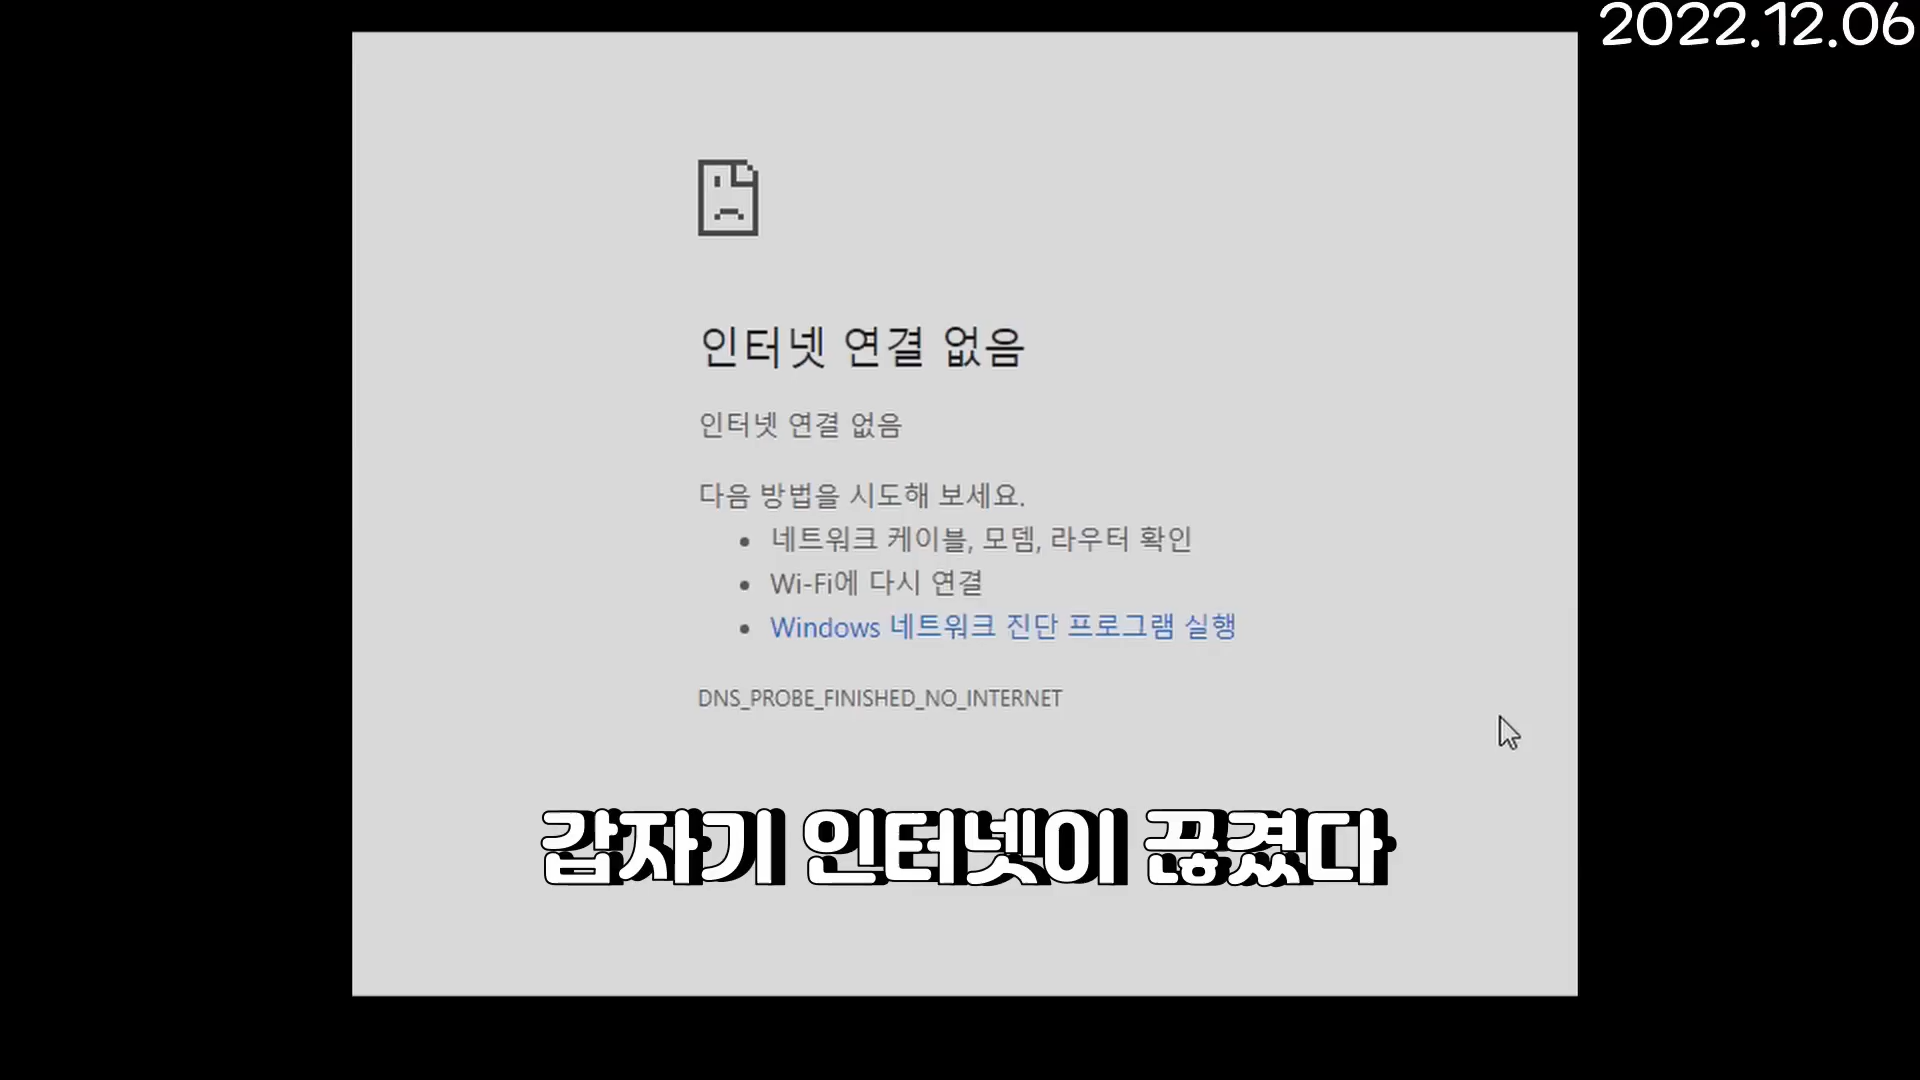 2022.12.06
인터넷 연결 없음
인터넷 연결 없음
다음 방법을 시도해 보세요.
네트워크 케이블, 모뎀, 라우터 확인
Wi-Fi에 다시 연결
Windows 네트워크 진단 프로그램 실행
DNS_PROBE_FINISHED_NO_INTERNET
갑자기 인터넷이 끊겼다